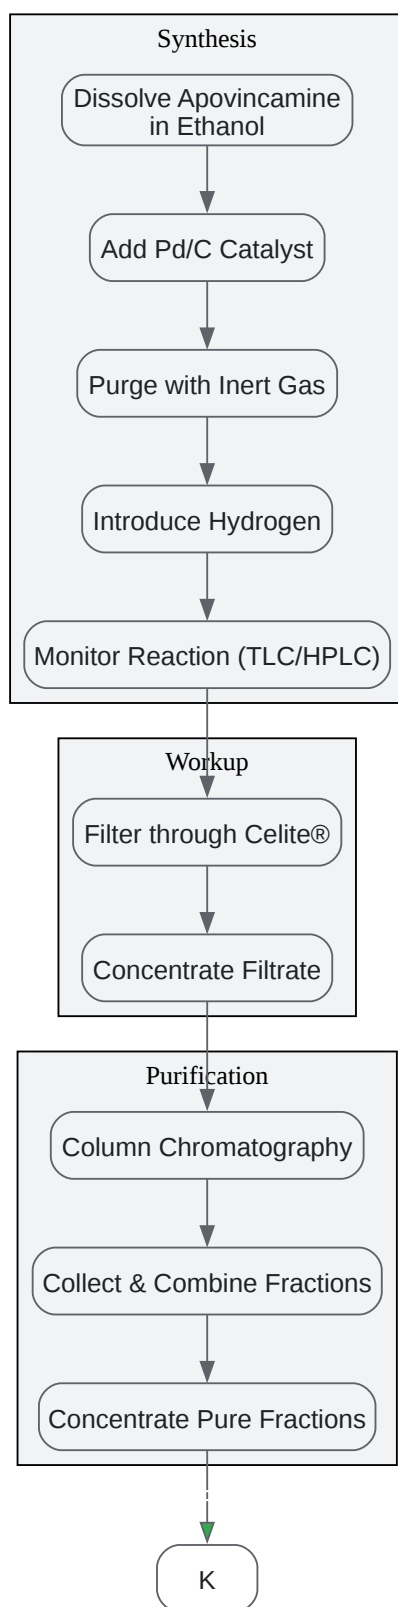 Synthesis
Dissolve Apovincamine
in Ethanol
Add Pd/C Catalyst
Purge with Inert Gas
Introduce Hydrogen
Monitor Reaction (TLC/HPLC)
Workup
Filter through Celite®
Concentrate Filtrate
Purification
Column Chromatography
Collect & Combine Fractions
Concentrate Pure Fractions
K